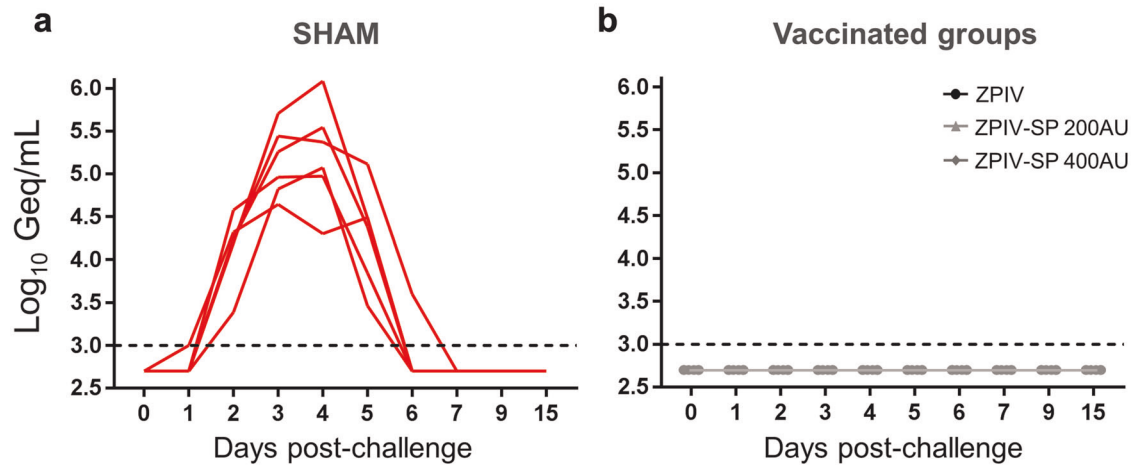 a
SHAM
Log10 Geq/mL
6.0
5.5
5.0
4.5
4.0
3.5
3.0
2.5
0 1 2 3 4 5 6 7 9 15
Days post-challenge
b
Vaccinated groups
6.0
5.5
5.0
4.5
4.0
3.5
3.0
2.5
ZPIV
ZPIV-SP 200AU
ZPIV-SP 400AU
0 1 2 3 4 5 6 7 9 15
Days post-challenge